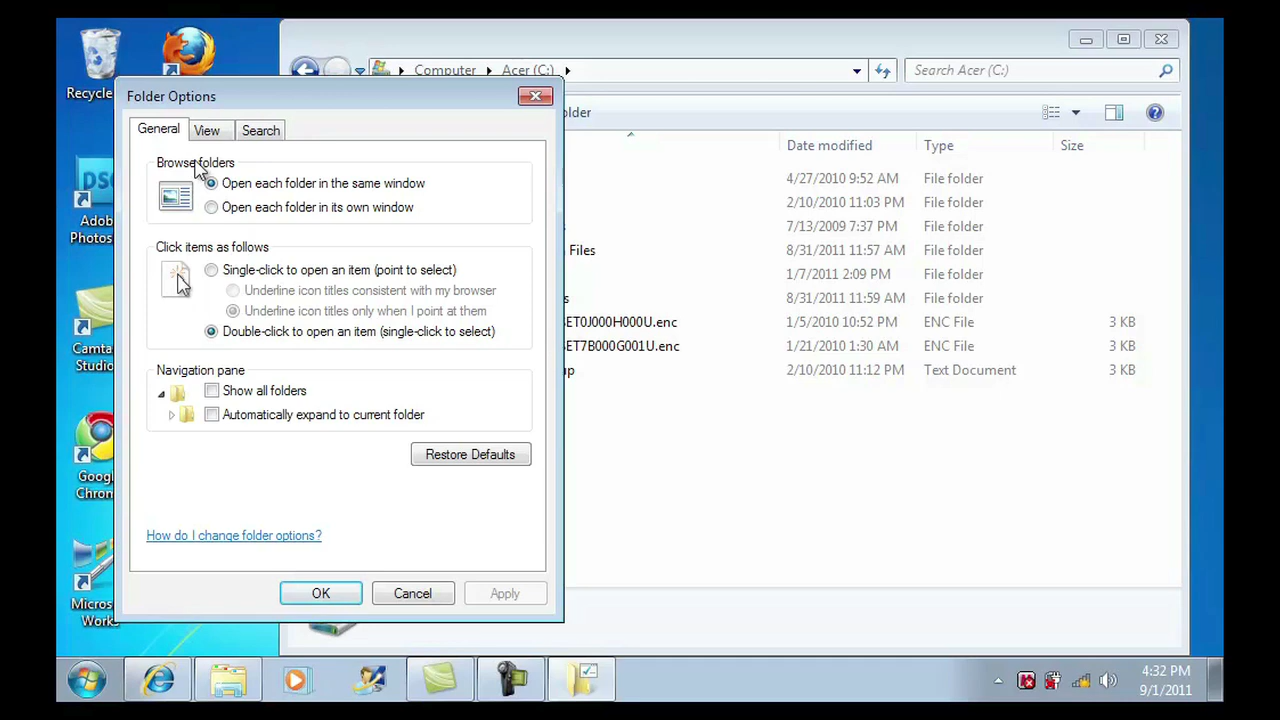 Recycle
Adob
Photos
Camta
Studio
Googl
Chron
Micros
Works
Computer
Acer (C:)
Search Acer (C:)
older
Date modified
Type
Size
4/27/2010 9:52 AM
File folder
2/10/2010 11:03 PM
File folder
7/13/2009 7:37 PM
File folder
Files
8/31/2011 11:57 AM
File folder
1/7/2011 2:09 PM
File folder
s
8/31/2011 11:59 AM
File folder
SET0J000H000U.enc
1/5/2010 10:52 PM
ENC File
3 KB
SET7B000G001U.enc
1/21/2010 1:30 AM
ENC File
3 KB
up
2/10/2010 11:12 PM
Text Document
3 KB
Folder Options
General
View
Search
Browse folders
Open each folder in the same window
Open each folder in its own window
Click items as follows
Single-click to open an item (point to select)
Underline icon titles consistent with my browser
Underline icon titles only when I point at them
Double-click to open an item (single-click to select)
Navigation pane
Show all folders
Automatically expand to current folder
Restore Defaults
How do I change folder options?
OK
Cancel
Apply
4:32 PM
9/1/2011